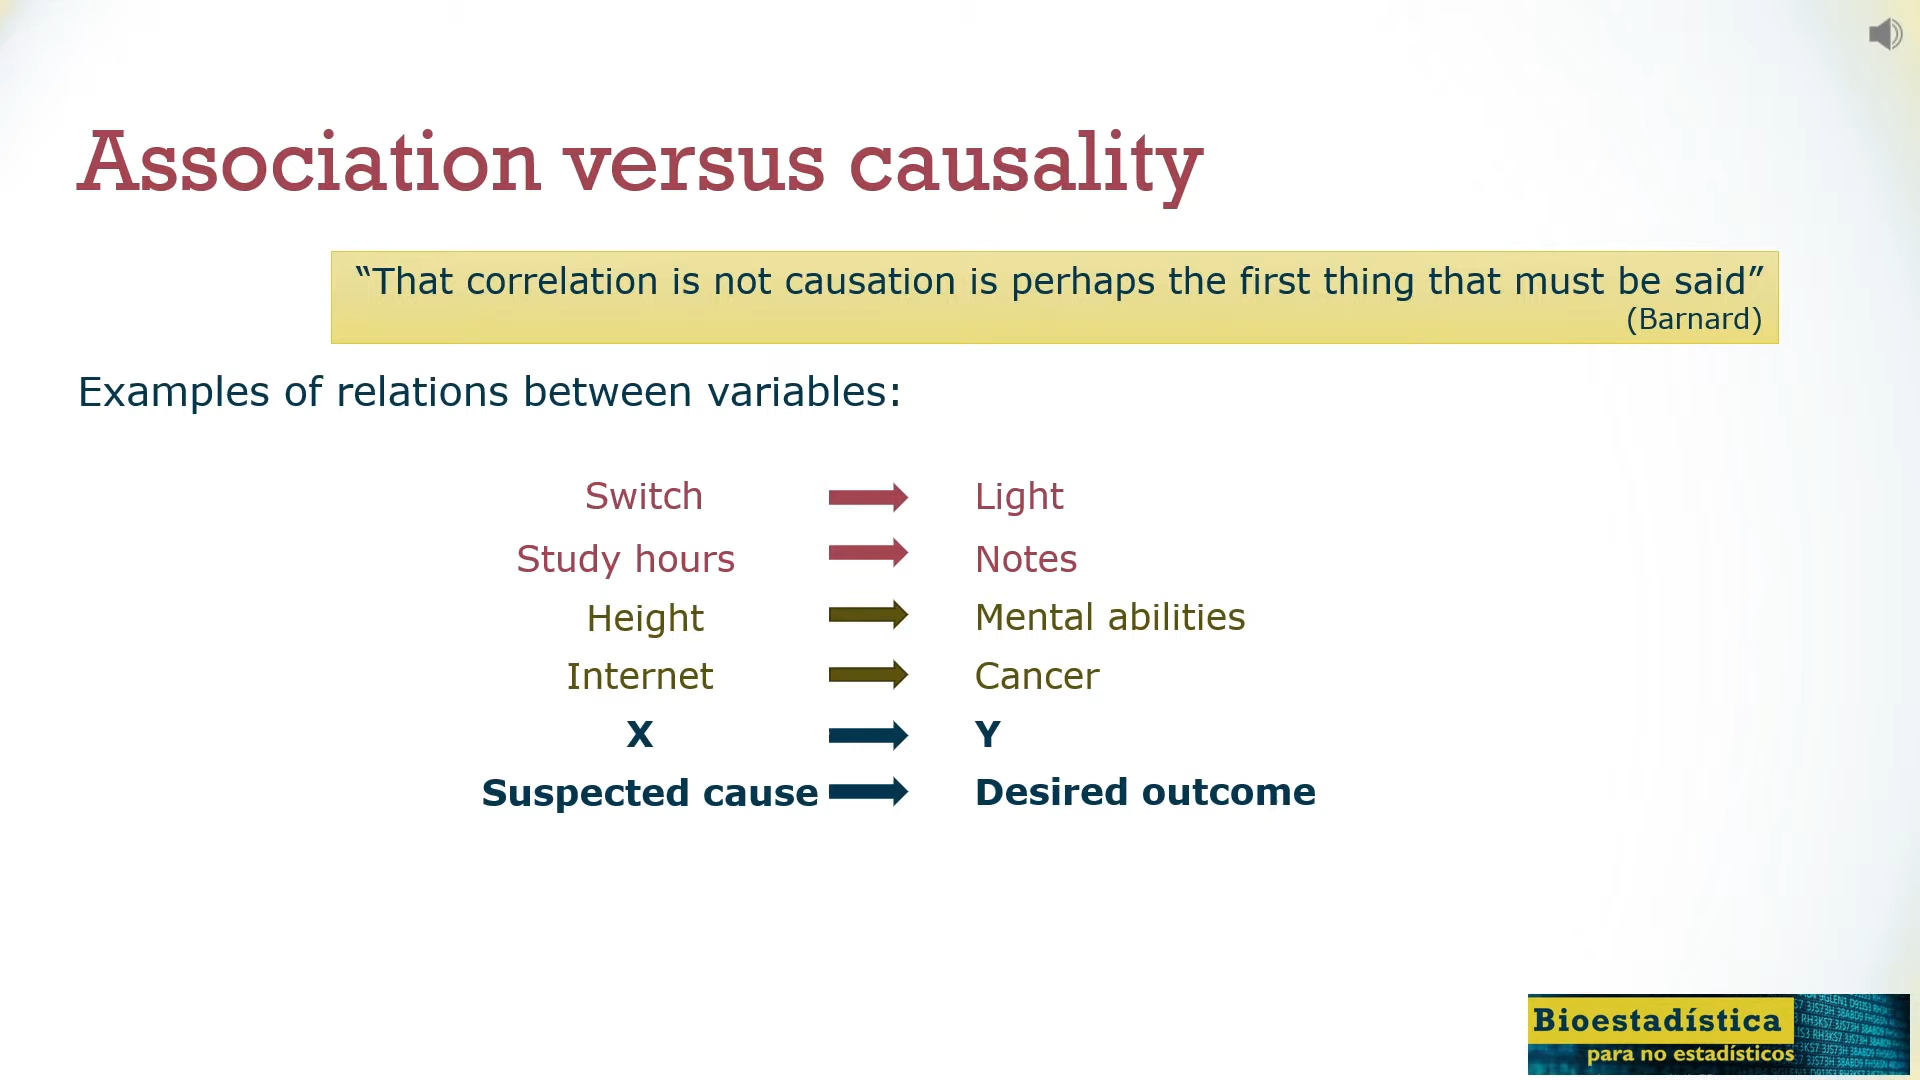 Association versus causality
“That correlation is not causation is perhaps the first thing that must be said”
(Barnard)
Examples of relations between variables:
Switch Light
Study hours Notes
Height Mental abilities
Internet Cancer
X Y
Suspected cause Desired outcome
Bioestadística
para no estadísticos